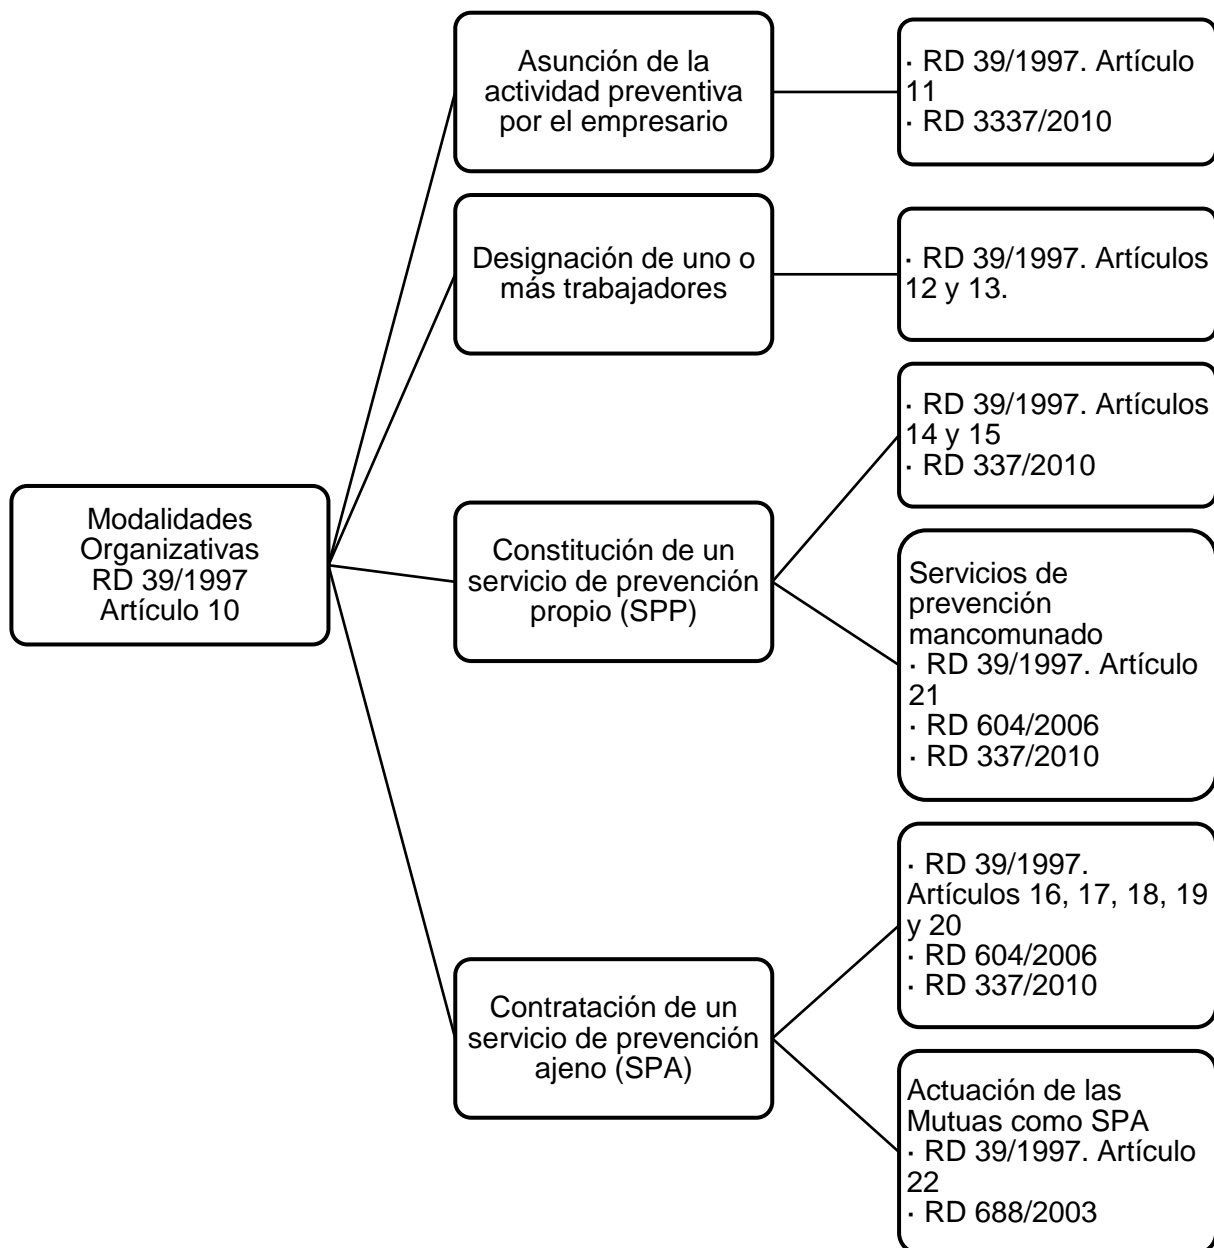 Modalidades
Organizativas
RD 39/1997
Artículo 10
Asunción de la
actividad preventiva
por el empresario
· RD 39/1997. Artículo
11
· RD 3337/2010
Designación de uno o
más trabajadores
· RD 39/1997. Artículos
12 y 13.
Constitución de un
servicio de prevención
propio (SPP)
· RD 39/1997. Artículos
14 y 15
· RD 337/2010
Servicios de
prevención
mancomunado
· RD 39/1997. Artículo
21
· RD 604/2006
· RD 337/2010
Contratación de un
servicio de prevención
ajeno (SPA)
· RD 39/1997.
Artículos 16, 17, 18, 19
y 20
· RD 604/2006
· RD 337/2010
Actuación de las
Mutuas como SPA
· RD 39/1997. Artículo
22
· RD 688/2003